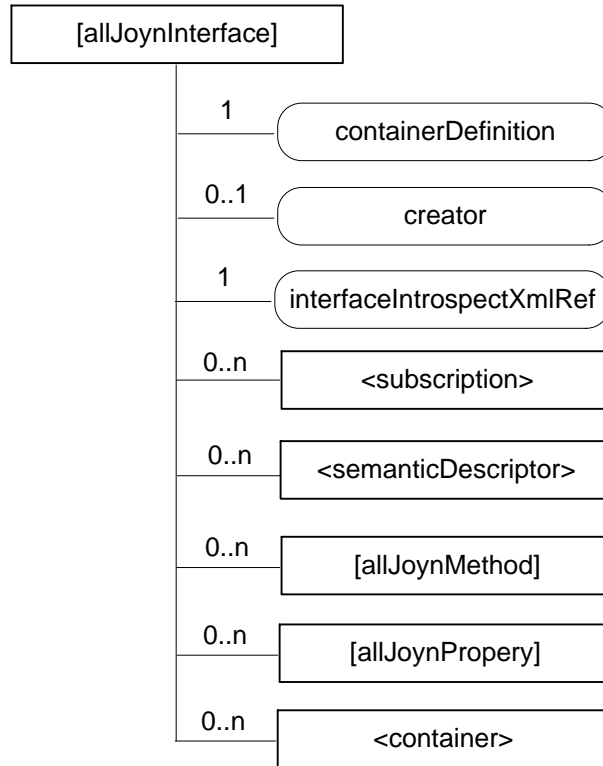 [allJoynInterface]
1
containerDefinition
0..1
creator
1
interfaceIntrospectXmlRef
0..n
<subscription>
0..n
<semanticDescriptor>
0..n
[allJoynMethod]
0..n
[allJoynPropery]
0..n
<container>